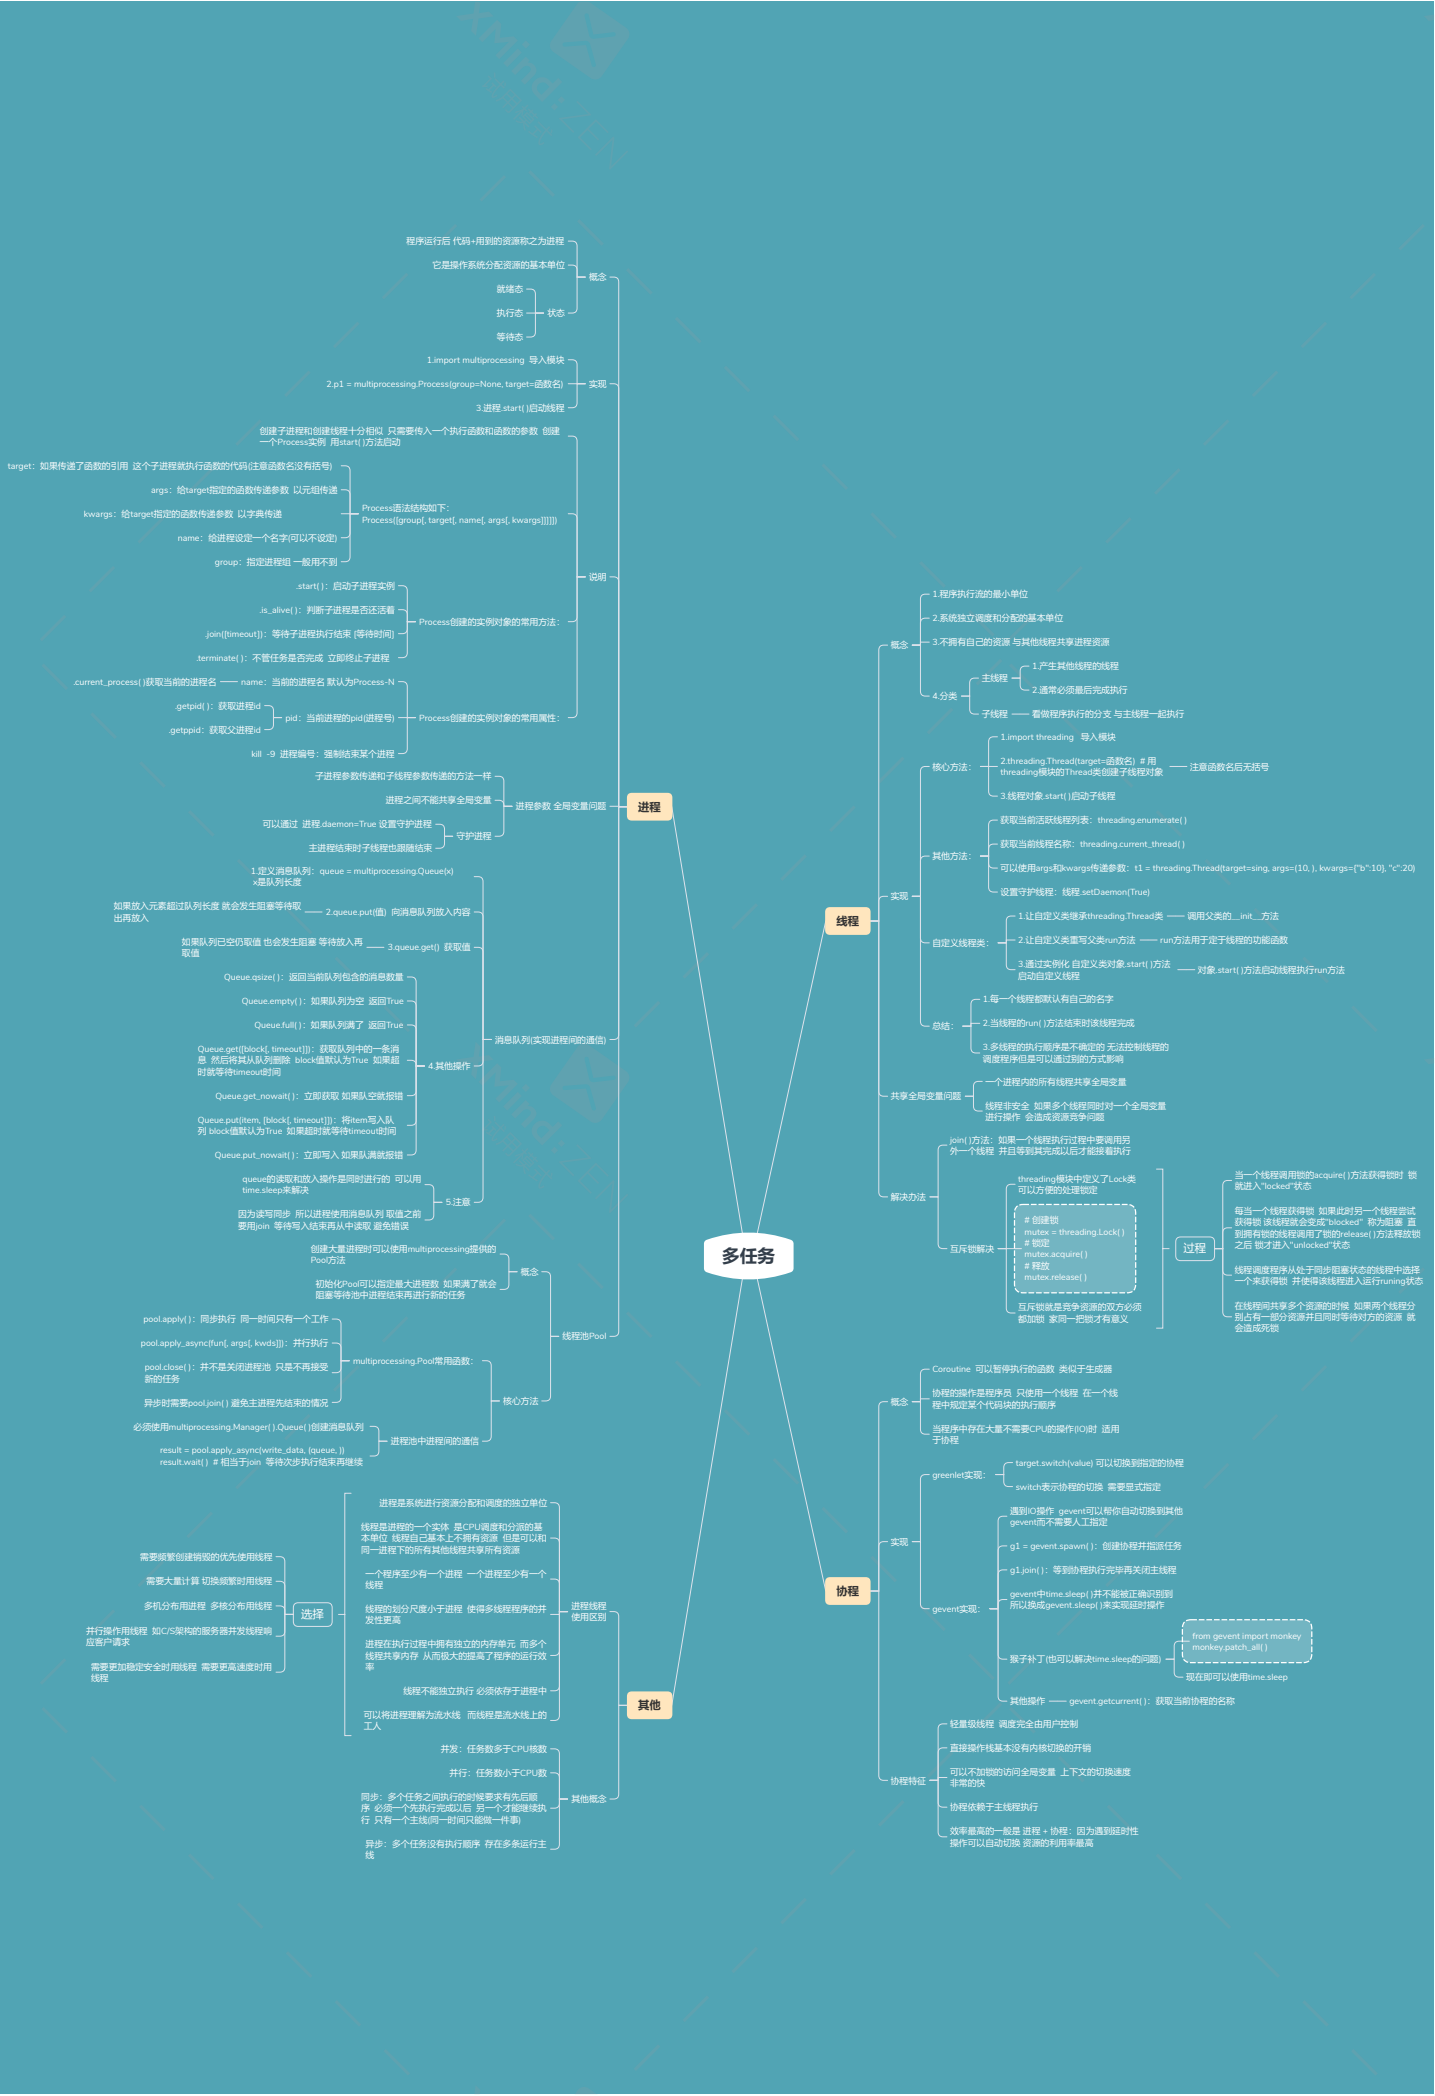 多任务
进程
概念
程序运行后 代码+用到的资源称之为进程
它是操作系统分配资源的基本单位
状态
就绪态
执行态
等待态
实现
1.import multiprocessing 导入模块
2.p1 = multiprocessing.Process(group=None, target=函数名)
3.进程.start( )启动线程
说明
创建子进程和创建线程十分相似 只需要传入一个执行函数和函数的参数 创建
一个Process实例 用start( )方法启动
Process语法结构如下：
Process([group[, target[, name[, args[, kwargs]]]]])
target：如果传递了函数的引用 这个子进程就执行函数的代码(注意函数名没有括号)
args：给target指定的函数传递参数 以元组传递
kwargs：给target指定的函数传递参数 以字典传递
name：给进程设定一个名字(可以不设定)
group：指定进程组 一般用不到
Process创建的实例对象的常用方法：
.start( )：启动子进程实例
.is_alive( )：判断子进程是否还活着
.join([timeout])：等待子进程执行结束 [等待时间]
.terminate( )：不管任务是否完成 立即终止子进程
Process创建的实例对象的常用属性：
name：当前的进程名 默认为Process-N
.current_process( )获取当前的进程名
pid：当前进程的pid(进程号)
.getpid( )：获取进程id
.getppid：获取父进程id
kill -9 进程编号：强制结束某个进程
进程参数 全局变量问题
子进程参数传递和子线程参数传递的方法一样
进程之间不能共享全局变量
守护进程
可以通过 进程.daemon=True 设置守护进程
主进程结束时子线程也跟随结束
消息队列(实现进程间的通信)
1.定义消息队列：queue = multiprocessing.Queue(x)
x是队列长度
2.queue.put(值) 向消息队列放入内容
如果放入元素超过队列长度 就会发生阻塞等待取
出再放入
3.queue.get() 获取值
如果队列已空仍取值 也会发生阻塞 等待放入再
取值
4.其他操作
Queue.qsize( )：返回当前队列包含的消息数量
Queue.empty( )：如果队列为空 返回True
Queue.full( )：如果队列满了 返回True
Queue.get([block[, timeout]])：获取队列中的一条消
息 然后将其从队列删除 block值默认为True 如果超
时就等待timeout时间
Queue.get_nowait( )：立即获取 如果队空就报错
Queue.put(item, [block[, timeout]])：将item写入队
列 block值默认为True 如果超时就等待timeout时间
Queue.put_nowait( )：立即写入 如果队满就报错
5.注意
queue的读取和放入操作是同时进行的 可以用
time.sleep来解决
因为读写同步 所以进程使用消息队列 取值之前
要用join 等待写入结束再从中读取 避免错误
线程池Pool
概念
创建大量进程时可以使用multiprocessing提供的
Pool方法
初始化Pool可以指定最大进程数 如果满了就会
阻塞等待池中进程结束再进行新的任务
核心方法
multiprocessing.Pool常用函数：
pool.apply( )：同步执行 同一时间只有一个工作
pool.apply_async(fun[, args[, kwds]])：并行执行
pool.close( )：并不是关闭进程池 只是不再接受
新的任务
异步时需要pool.join( ) 避免主进程先结束的情况
进程池中进程间的通信
必须使用multiprocessing.Manager( ).Queue( )创建消息队列
result = pool.apply_async(write_data, (queue, ))
result.wait( ) # 相当于join 等待次步执行结束再继续
线程
概念
1.程序执行流的最小单位
2.系统独立调度和分配的基本单位
3.不拥有自己的资源 与其他线程共享进程资源
4.分类
主线程
1.产生其他线程的线程
2.通常必须最后完成执行
子线程
看做程序执行的分支 与主线程一起执行
实现
核心方法：
1.import threading 导入模块
2.threading.Thread(target=函数名) # 用
threading模块的Thread类创建子线程对象
注意函数名后无括号
3.线程对象.start( )启动子线程
其他方法：
获取当前活跃线程列表：threading.enumerate( )
获取当前线程名称：threading.current_thread( )
可以使用args和kwargs传递参数：t1 = threading.Thread(target=sing, args=(10, ), kwargs={"b":10}, "c":20)
设置守护线程：线程.setDaemon(True)
自定义线程类：
1.让自定义类继承threading.Thread类
调用父类的__init__方法
2.让自定义类重写父类run方法
run方法用于定于线程的功能函数
3.通过实例化 自定义类对象.start( )方法
启动自定义线程
对象.start( )方法启动线程执行run方法
总结：
1.每一个线程都默认有自己的名字
2.当线程的run( )方法结束时该线程完成
3.多线程的执行顺序是不确定的 无法控制线程的
调度程序但是可以通过别的方式影响
共享全局变量问题
一个进程内的所有线程共享全局变量
线程非安全 如果多个线程同时对一个全局变量
进行操作 会造成资源竞争问题
解决办法
join( )方法：如果一个线程执行过程中要调用另
外一个线程 并且等到其完成以后才能接着执行
互斥锁解决
threading模块中定义了Lock类
可以方便的处理锁定
# 创建锁
mutex = threading.Lock( )
# 锁定
mutex.acquire( )
# 释放
mutex.release( )
互斥锁就是竞争资源的双方必须
都加锁 家同一把锁才有意义
过程
当一个线程调用锁的acquire( )方法获得锁时 锁
就进入"locked"状态
每当一个线程获得锁 如果此时另一个线程尝试
获得锁 该线程就会变成"blocked" 称为阻塞 直
到拥有锁的线程调用了锁的release( )方法释放锁
之后 锁才进入"unlocked"状态
线程调度程序从处于同步阻塞状态的线程中选择
一个来获得锁 并使得该线程进入运行runing状态
在线程间共享多个资源的时候 如果两个线程分
别占有一部分资源并且同时等待对方的资源 就
会造成死锁
协程
概念
Coroutine 可以暂停执行的函数 类似于生成器
协程的操作是程序员 只使用一个线程 在一个线
程中规定某个代码块的执行顺序
当程序中存在大量不需要CPU的操作(IO)时 适用
于协程
实现
greenlet实现：
target.switch(value) 可以切换到指定的协程
switch表示协程的切换 需要显式指定
gevent实现：
遇到IO操作 gevent可以帮你自动切换到其他
gevent而不需要人工指定
g1 = gevent.spawn( )：创建协程并指派任务
g1.join( )：等到协程执行完毕再关闭主线程
gevent中time.sleep( )并不能被正确识别到
所以换成gevent.sleep( )来实现延时操作
猴子补丁(也可以解决time.sleep的问题)
from gevent import monkey
monkey.patch_all( )
现在即可以使用time.sleep
其他操作
gevent.getcurrent( )：获取当前协程的名称
协程特征
轻量级线程 调度完全由用户控制
直接操作栈基本没有内核切换的开销
可以不加锁的访问全局变量 上下文的切换速度
非常的快
协程依赖于主线程执行
效率最高的一般是 进程 + 协程：因为遇到延时性
操作可以自动切换 资源的利用率最高
其他
进程线程
使用区别
进程是系统进行资源分配和调度的独立单位
线程是进程的一个实体 是CPU调度和分派的基
本单位 线程自己基本上不拥有资源 但是可以和
同一进程下的所有其他线程共享所有资源
一个程序至少有一个进程 一个进程至少有一个
线程
线程的划分尺度小于进程 使得多线程程序的并
发性更高
进程在执行过程中拥有独立的内存单元 而多个
线程共享内存 从而极大的提高了程序的运行效
率
线程不能独立执行 必须依存于进程中
可以将进程理解为流水线 而线程是流水线上的
工人
选择
需要频繁创建销毁的优先使用线程
需要大量计算 切换频繁时用线程
多机分布用进程 多核分布用线程
并行操作用线程 如C/S架构的服务器并发线程响
应客户请求
需要更加稳定安全时用线程 需要更高速度时用
线程
其他概念
并发：任务数多于CPU核数
并行：任务数小于CPU数
同步：多个任务之间执行的时候要求有先后顺
序 必须一个先执行完成以后 另一个才能继续执
行 只有一个主线(同一时间只能做一件事)
异步：多个任务没有执行顺序 存在多条运行主
线